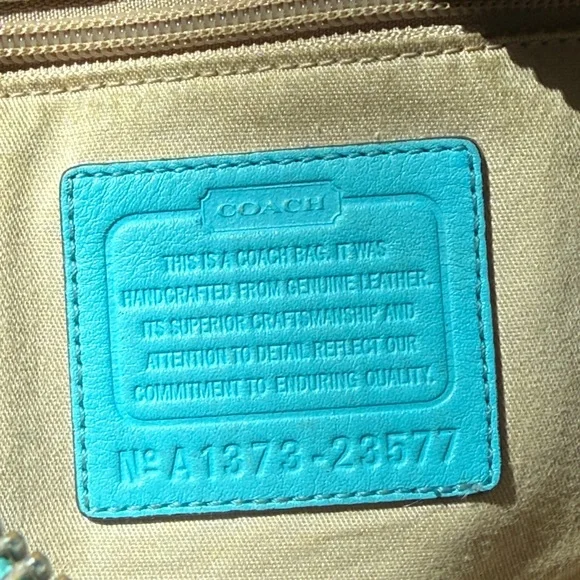 COACH
THIS IS A COACH BAG. IT WAS
HANDCRAFTED FROM GENUINE LEATHER.
ITS SUPERIOR CRAFTSMANSHIP AND
ATTENTION TO DETAIL REFLECT OUR
COMMITMENT TO ENDURING QUALITY.
Nº A1373-23577